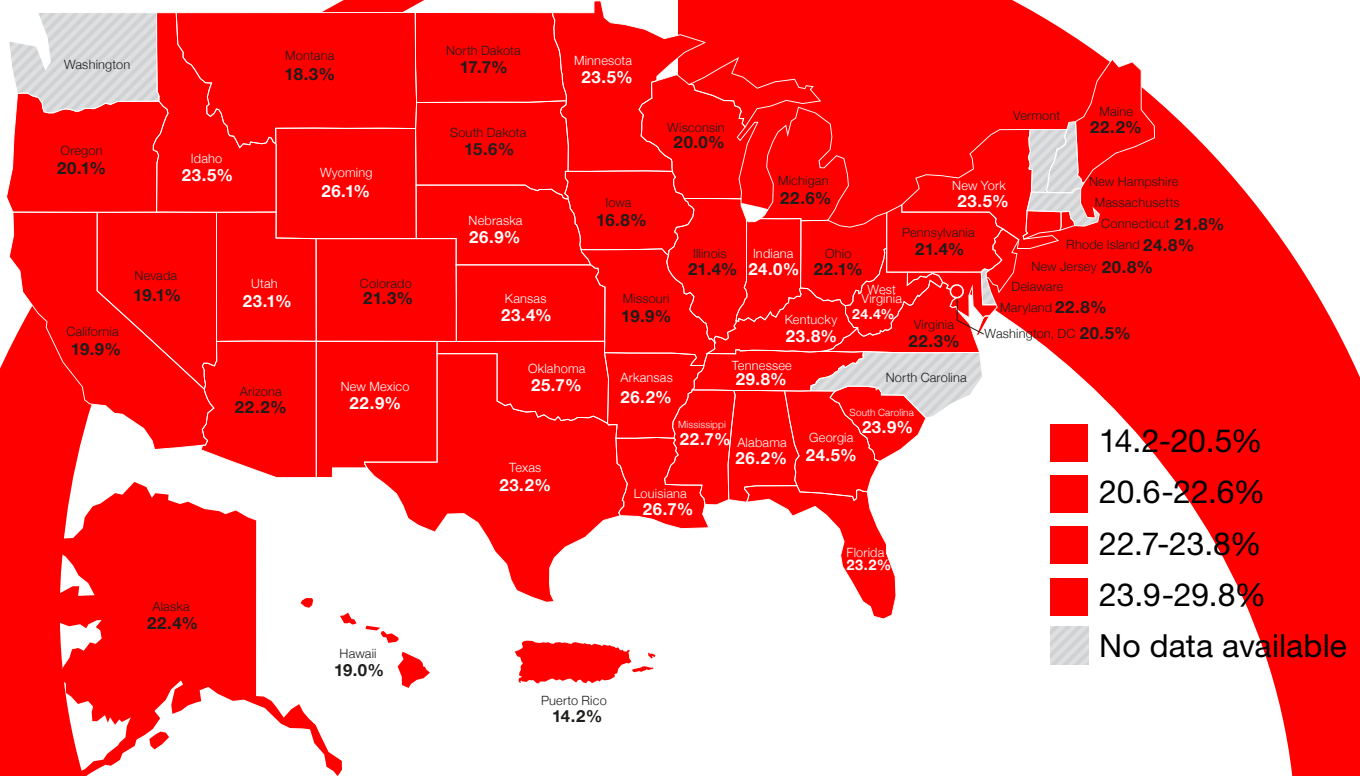 Washington
Montana
18.3%
North Dakota
17.7%
Minnesota
23.5%
Vermont
Maine
22.2%
Oregon
20.1%
Idaho
23.5%
South Dakota
15.6%
Wisconsin
20.0%
Wyoming
26.1%
Michigan
22.6%
New York
23.5%
New Hampshire
Massachusetts
Connecticut 21.8%
Rhode Island 24.8%
New Jersey 20.8%
Delaware
Maryland 22.8%
Washington, DC 20.5%
Nebraska
26.9%
Iowa
16.8%
Pennsylvania
21.4%
Nevada
19.1%
Utah
23.1%
Colorado
21.3%
Kansas
23.4%
Missouri
19.9%
Illinois
21.4%
Indiana
24.0%
Ohio
22.1%
West
Virginia
24.4%
Virginia
22.3%
Kentucky
23.8%
California
19.9%
Arizona
22.2%
New Mexico
22.9%
Oklahoma
25.7%
Arkansas
26.2%
Tennessee
29.8%
North Carolina
South Carolina
23.9%
Mississippi
22.7%
Alabama
26.2%
Georgia
24.5%
Texas
23.2%
Louisiana
26.7%
Florida
23.2%
Alaska
22.4%
Hawaii
19.0%
Puerto Rico
14.2%
14.2-20.5%
20.6-22.6%
22.7-23.8%
23.9-29.8%
No data available